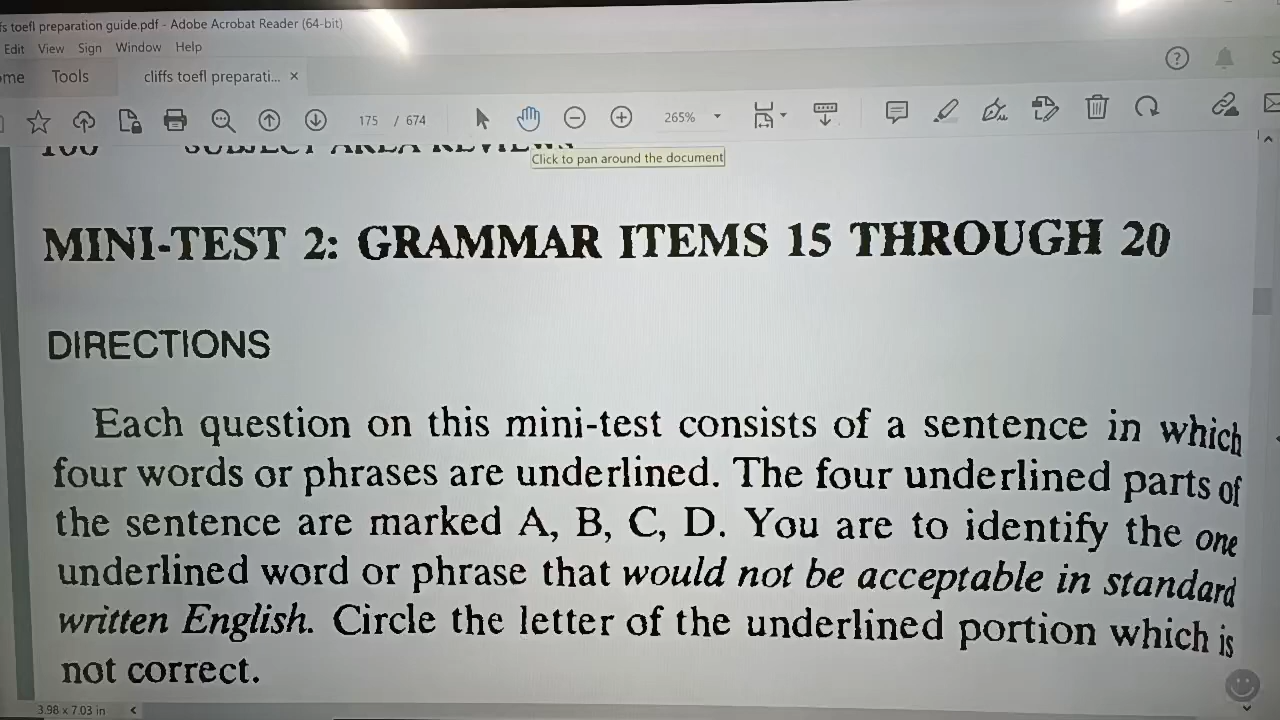 fs toefl preparation guide.pdf - Adobe Acrobat Reader (64-bit)
Edit View Sign Window Help
ome Tools cliffs toefl preparati... ×
175 / 674 265%
Click to pan around the document
MINI-TEST 2: GRAMMAR ITEMS 15 THROUGH 20
DIRECTIONS
Each question on this mini-test consists of a sentence in which
four words or phrases are underlined. The four underlined parts of
the sentence are marked A, B, C, D. You are to identify the one
underlined word or phrase that would not be acceptable in standard
written English. Circle the letter of the underlined portion which is
not correct.
3.98 x 7.03 in